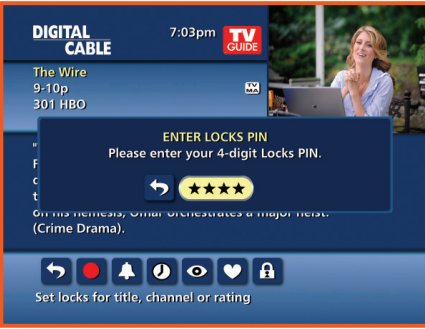 DIGITAL
CABLE
7:03pm
TV
GUIDE
The Wire
9-10p
TV
MA
301 HBO
ENTER LOCKS PIN
Please enter your 4-digit Locks PIN.
★★★★
on his nemesis, Omar orchestrates a major heist.
(Crime Drama).
Set locks for title, channel or rating